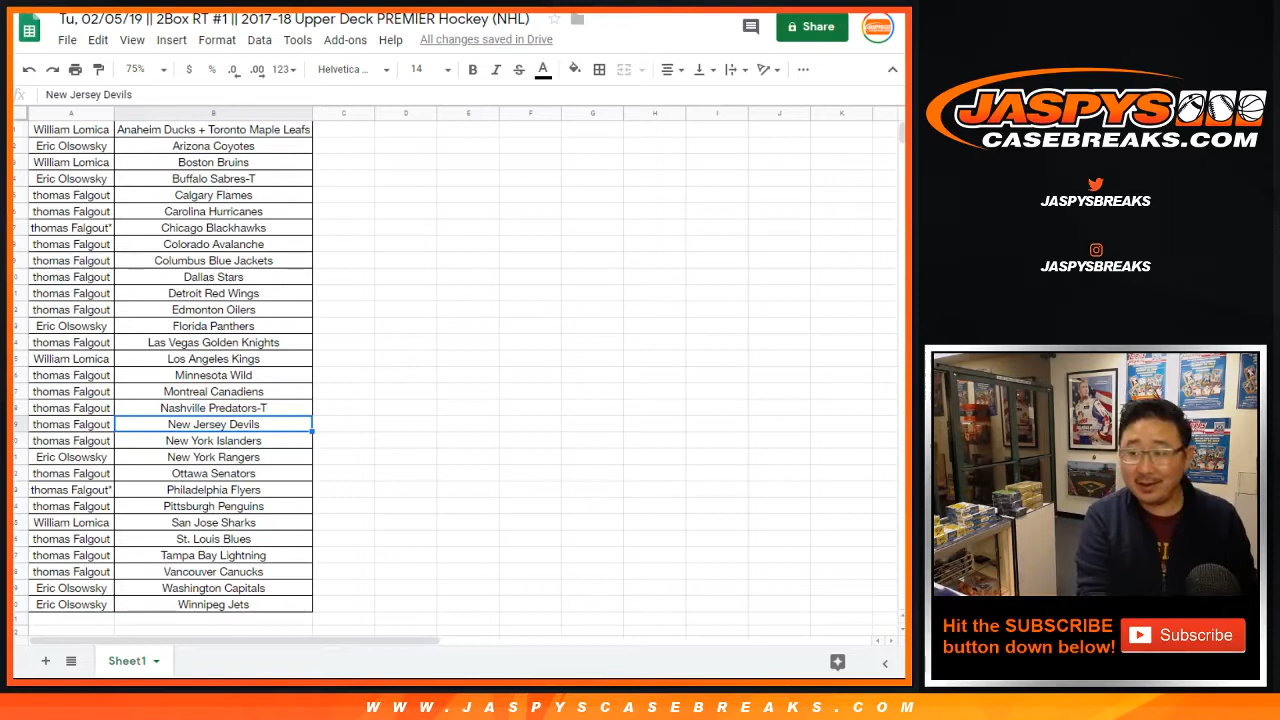 Tu, 02/05/19 || 2Box RT #1 || 2017-18 Upper Deck PREMIER Hockey (NHL)
File Edit View Insert Format Data Tools Add-ons Help All changes saved in Drive
Share
75% $ % .0 .00 123 Helvetica ... 14 B I S A
fx New Jersey Devils
A B C D E F G H I J K
William Lomica Anaheim Ducks + Toronto Maple Leafs
Eric Olsowsky Arizona Coyotes
William Lomica Boston Bruins
Eric Olsowsky Buffalo Sabres-T
thomas Falgout Calgary Flames
thomas Falgout Carolina Hurricanes
thomas Falgout* Chicago Blackhawks
thomas Falgout Colorado Avalanche
thomas Falgout Columbus Blue Jackets
thomas Falgout Dallas Stars
thomas Falgout Detroit Red Wings
thomas Falgout Edmonton Oilers
Eric Olsowsky Florida Panthers
thomas Falgout Las Vegas Golden Knights
William Lomica Los Angeles Kings
thomas Falgout Minnesota Wild
thomas Falgout Montreal Canadiens
thomas Falgout Nashville Predators-T
thomas Falgout New Jersey Devils
thomas Falgout New York Islanders
Eric Olsowsky New York Rangers
thomas Falgout Ottawa Senators
thomas Falgout* Philadelphia Flyers
thomas Falgout Pittsburgh Penguins
William Lomica San Jose Sharks
thomas Falgout St. Louis Blues
thomas Falgout Tampa Bay Lightning
thomas Falgout Vancouver Canucks
Eric Olsowsky Washington Capitals
Eric Olsowsky Winnipeg Jets
Sheet1
JASPYS
CASEBREAKS.COM
JASPYSBREAKS
JASPYSBREAKS
Hit the SUBSCRIBE
button down below!
Subscribe
WWW.JASPYSCASEBREAKS.COM